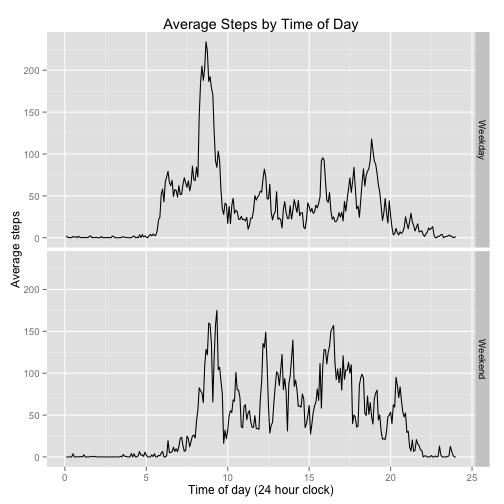 Average Steps by Time of Day
Average steps
200
150
100
50
0
Weekday
200
150
100
50
0
Weekend
0 5 10 15 20 25
Time of day (24 hour clock)